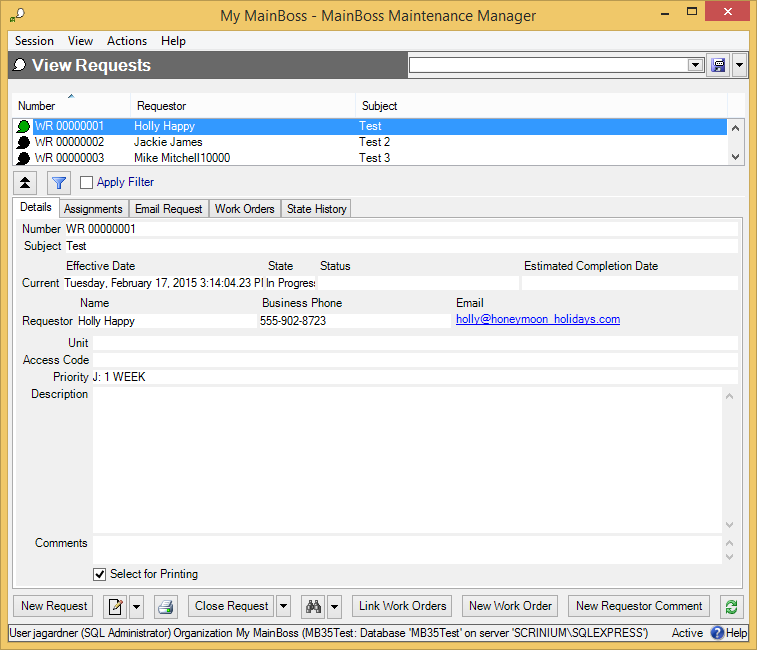 My MainBoss - MainBoss Maintenance Manager
Session View Actions Help
View Requests
Number Requestor Subject
WR 00000001 Holly Happy Test
WR 00000002 Jackie James Test 2
WR 00000003 Mike Mitchell10000 Test 3
Apply Filter
Details Assignments Email Request Work Orders State History
Number WR 00000001
Subject Test
Effective Date State Status Estimated Completion Date
Current Tuesday, February 17, 2015 3:14:04.23 PM In Progress
Name Business Phone Email
Requestor Holly Happy 555-902-8723 holly@honeymoon_holidays.com
Unit
Access Code
Priority J: 1 WEEK
Description
Comments
Select for Printing
New Request Close Request Link Work Orders New Work Order New Requestor Comment
User jagardner (SQL Administrator) Organization My MainBoss (MB35Test: Database 'MB35Test' on server 'SCRINIUM\SQLEXPRESS') Active Help